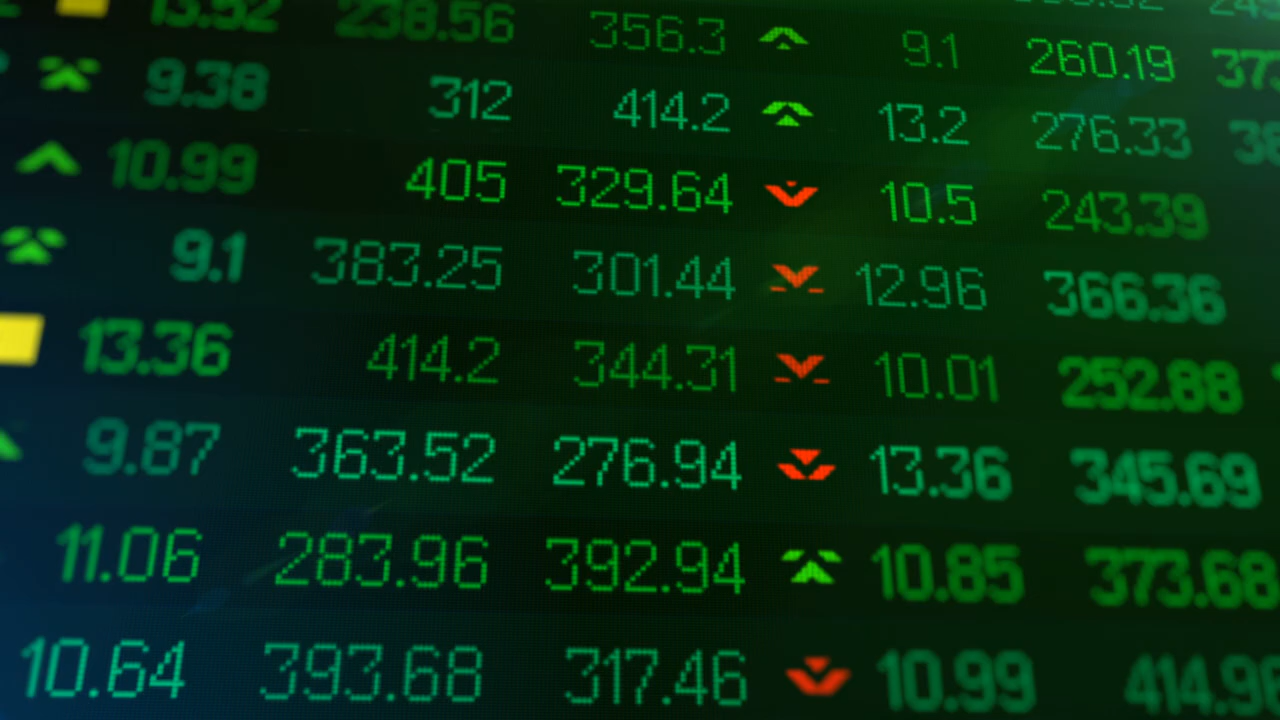 13.52 238.56 356.3 9.1 260.19
9.38 312 414.2 13.2 276.33
10.99 405 329.64 10.5 243.39
9.1 383.25 301.44 12.96 366.36
13.36 414.2 344.31 10.01 252.88
9.87 363.52 276.94 13.36 345.69
11.06 283.96 392.94 10.85 373.68
10.64 393.68 317.46 10.99 414.96